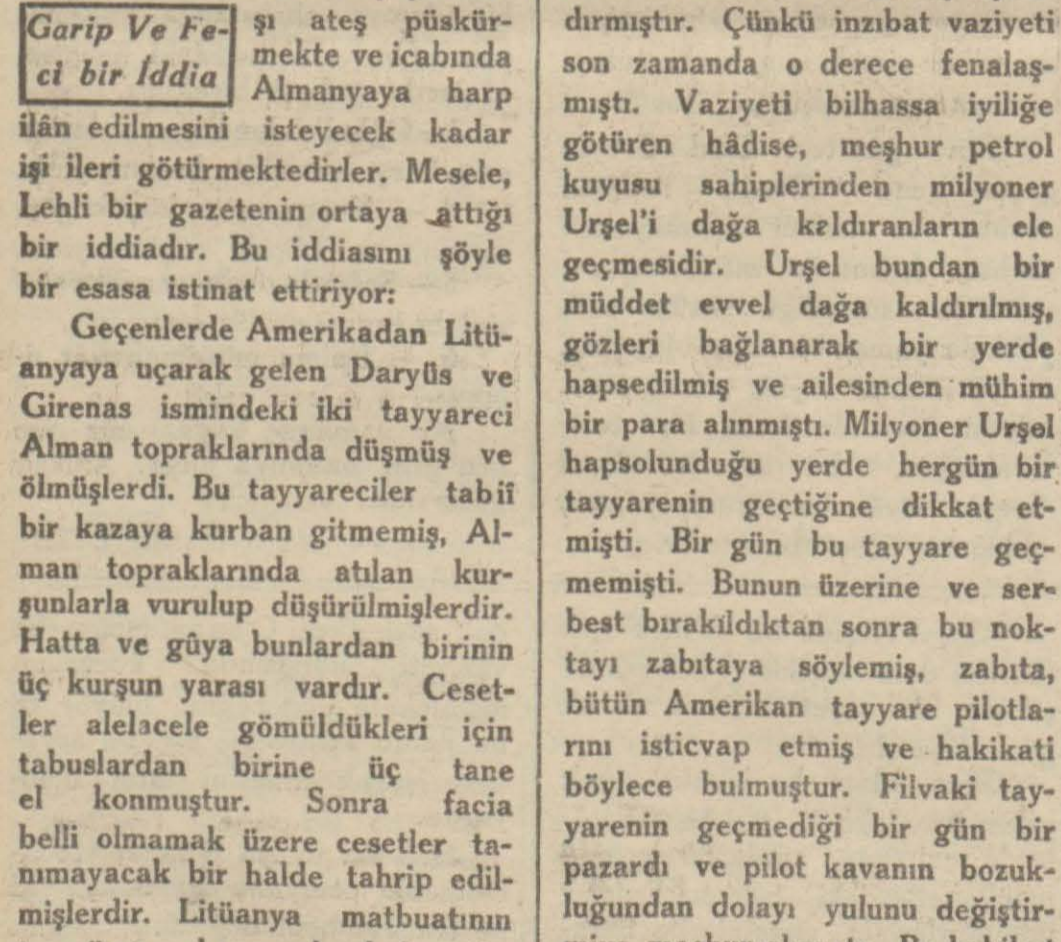 Garip Ve Fe-
ci bir İddia
şı ateş püskür-
mekte ve icabında
Almanyaya harp
ilân edilmesini isteyecek kadar
işi ileri götürmektedirler. Mesele,
Lehli bir gazetenin ortaya attığı
bir iddiadır. Bu iddiasını şöyle
bir esasa istinat ettiriyor:
Geçenlerde Amerikadan Litü-
anyaya uçarak gelen Daryüs ve
Girenas ismindeki iki tayyareci
Alman topraklarında düşmüş ve
ölmüşlerdi. Bu tayyareciler tabiî
bir kazaya kurban gitmemiş, Al-
man topraklarında atılan kur-
şunlarla vurulup düşürülmişlerdir.
Hatta ve gûya bunlardan birinin
üç kurşun yarası vardır. Ceset-
ler alelacele gömüldükleri için
tabuslardan birine üç tane
el konmuştur. Sonra facia
belli olmamak üzere cesetler ta-
nımayacak bir halde tahrip edil-
mişlerdir. Litüanya matbuatının
dırmıştır. Çünkü inzıbat vaziyeti
son zamanda o derece fenalaş-
mıştı. Vaziyeti bilhassa iyiliğe
götüren hâdise, meşhur petrol
kuyusu sahiplerinden milyoner
Urşel'i dağa kaldıranların ele
geçmesidir. Urşel bundan bir
müddet evvel dağa kaldırılmış,
gözleri bağlanarak bir yerde
hapsedilmiş ve ailesinden mühim
bir para alınmıştı. Milyoner Urşel
hapsolunduğu yerde hergün bir
tayyarenin geçtiğine dikkat et-
mişti. Bir gün bu tayyare geç-
memişti. Bunun üzerine ve ser-
best bırakıldıktan sonra bu nok-
tayı zabıtaya söylemiş, zabıta,
bütün Amerikan tayyare pilotla-
rını isticvap etmiş ve hakikati
böylece bulmuştur. Filvaki tay-
yarenin geçmediği bir gün bir
pazardı ve pilot kavanın bozuk-
luğundan dolayı yulunu değiştir-